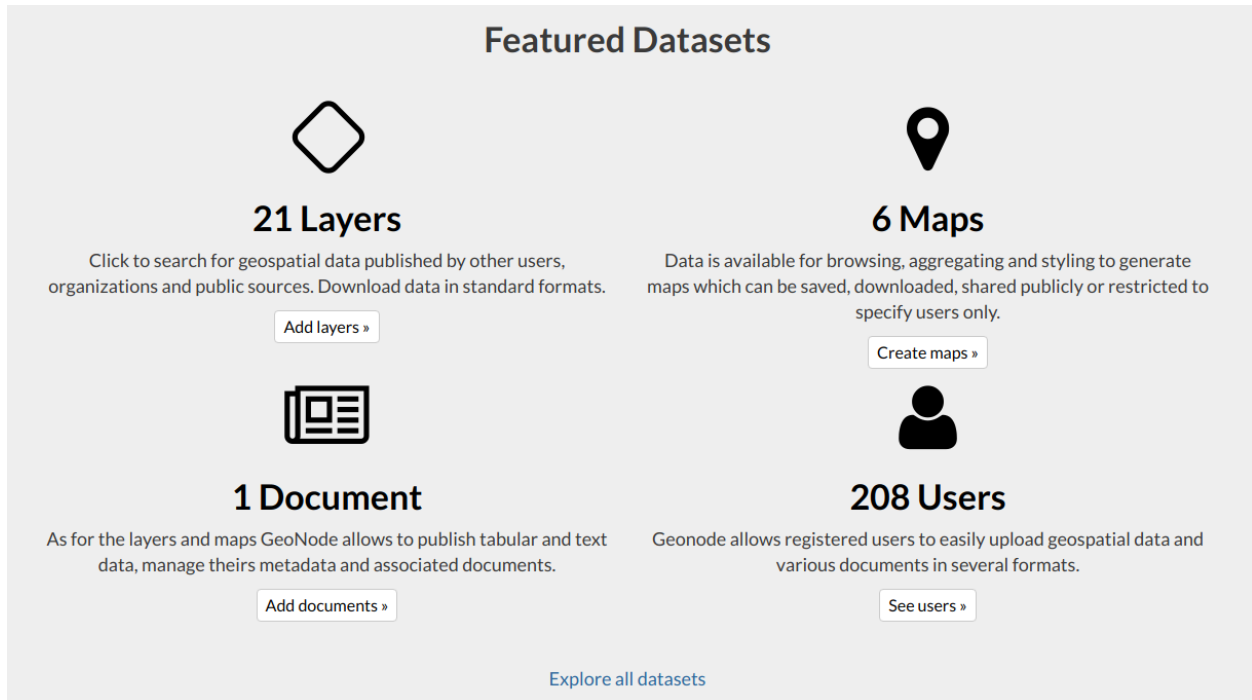 Featured Datasets
21 Layers
Click to search for geospatial data published by other users,
organizations and public sources. Download data in standard formats.
Add layers »
6 Maps
Data is available for browsing, aggregating and styling to generate
maps which can be saved, downloaded, shared publicly or restricted to
specify users only.
Create maps »
1 Document
As for the layers and maps GeoNode allows to publish tabular and text
data, manage theirs metadata and associated documents.
Add documents »
208 Users
Geonode allows registered users to easily upload geospatial data and
various documents in several formats.
See users »
Explore all datasets